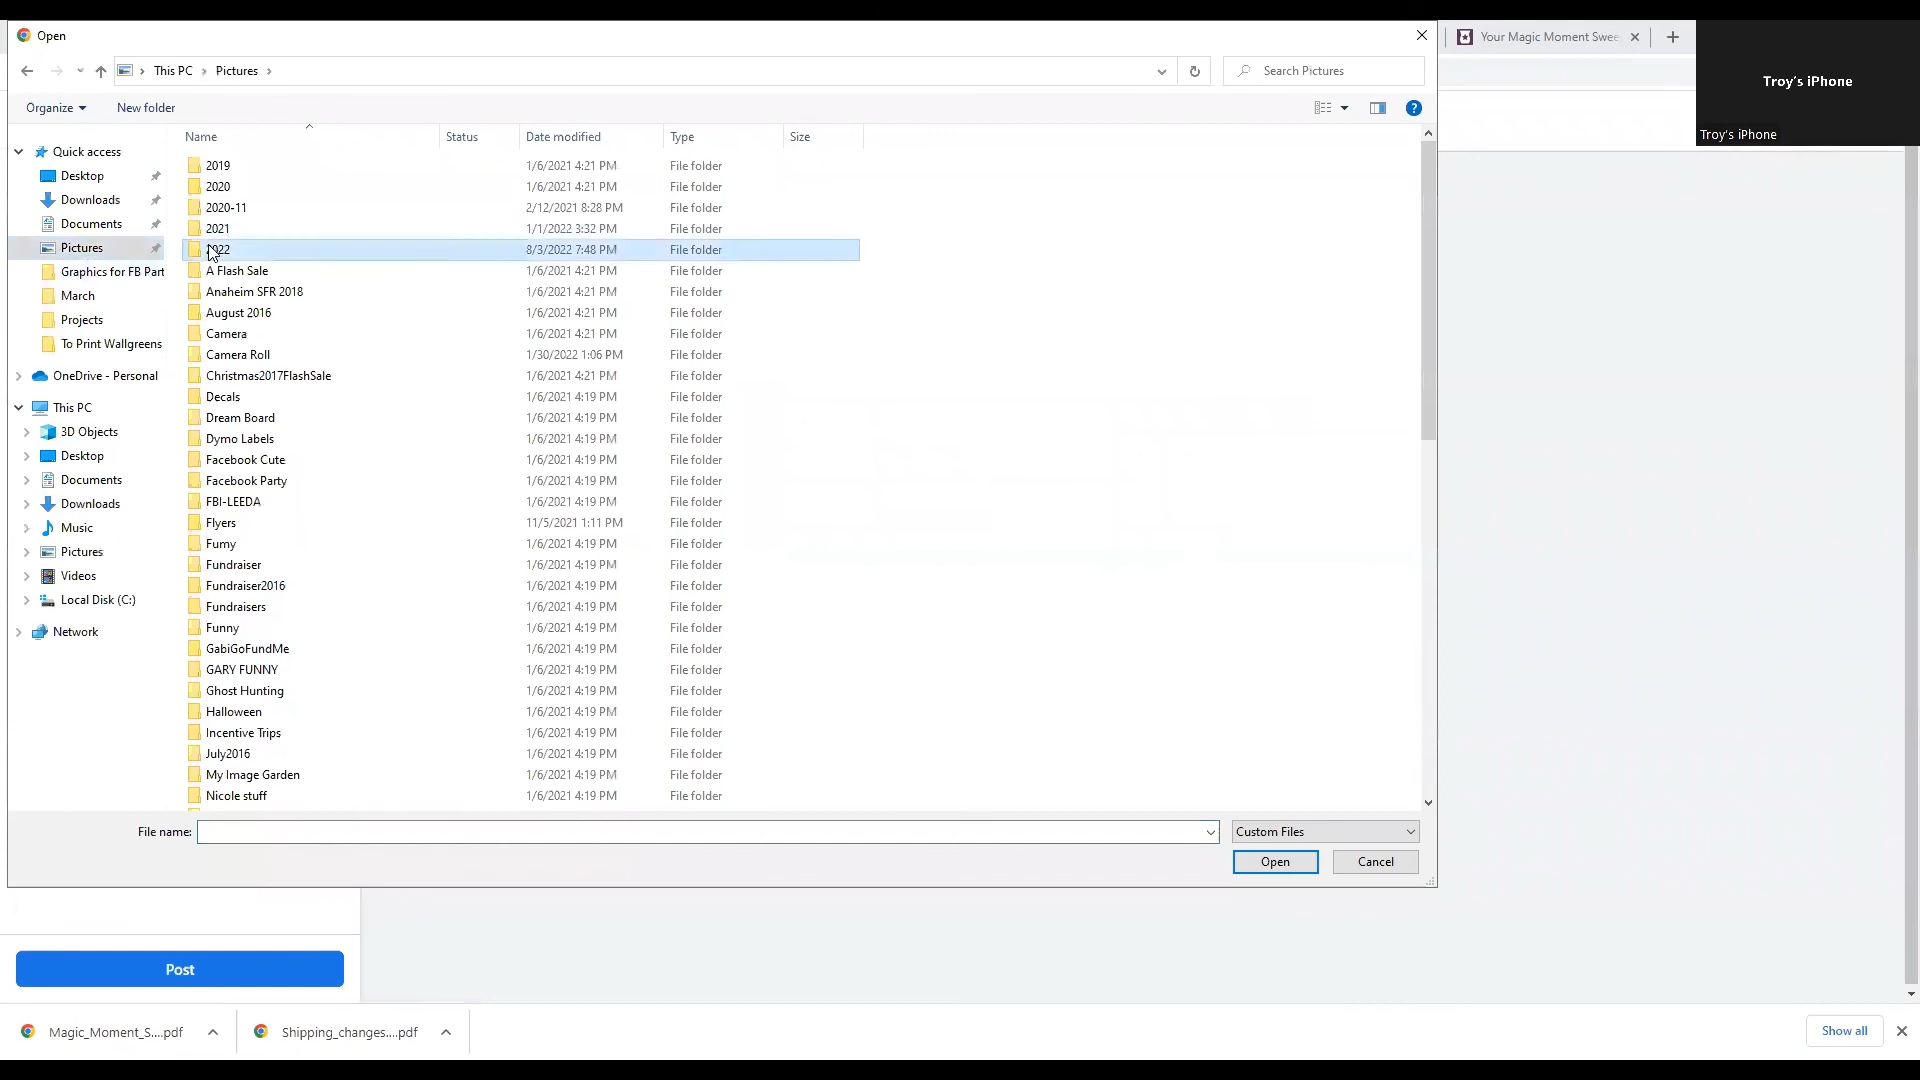 Open
Your Magic Moment Swee
Troy's iPhone
Troy's iPhone
This PC
Pictures
Search Pictures
Organize
New folder
Name
Status
Date modified
Type
Size
Quick access
Desktop
Downloads
Documents
Pictures
Graphics for FB Part
March
Projects
To Print Wallgreens
OneDrive - Personal
This PC
3D Objects
Desktop
Documents
Downloads
Music
Pictures
Videos
Local Disk (C:)
Network
2019 1/6/2021 4:21 PM File folder
2020 1/6/2021 4:21 PM File folder
2020-11 2/12/2021 8:28 PM File folder
2021 1/1/2022 3:32 PM File folder
2022 8/3/2022 7:48 PM File folder
A Flash Sale 1/6/2021 4:21 PM File folder
Anaheim SFR 2018 1/6/2021 4:21 PM File folder
August 2016 1/6/2021 4:21 PM File folder
Camera 1/6/2021 4:21 PM File folder
Camera Roll 1/30/2022 1:06 PM File folder
Christmas2017FlashSale 1/6/2021 4:21 PM File folder
Decals 1/6/2021 4:19 PM File folder
Dream Board 1/6/2021 4:19 PM File folder
Dymo Labels 1/6/2021 4:19 PM File folder
Facebook Cute 1/6/2021 4:19 PM File folder
Facebook Party 1/6/2021 4:19 PM File folder
FBI-LEEDA 1/6/2021 4:19 PM File folder
Flyers 11/5/2021 1:11 PM File folder
Fumy 1/6/2021 4:19 PM File folder
Fundraiser 1/6/2021 4:19 PM File folder
Fundraiser2016 1/6/2021 4:19 PM File folder
Fundraisers 1/6/2021 4:19 PM File folder
Funny 1/6/2021 4:19 PM File folder
GabiGoFundMe 1/6/2021 4:19 PM File folder
GARY FUNNY 1/6/2021 4:19 PM File folder
Ghost Hunting 1/6/2021 4:19 PM File folder
Halloween 1/6/2021 4:19 PM File folder
Incentive Trips 1/6/2021 4:19 PM File folder
July2016 1/6/2021 4:19 PM File folder
My Image Garden 1/6/2021 4:19 PM File folder
Nicole stuff 1/6/2021 4:19 PM File folder
File name:
Custom Files
Open
Cancel
Post
Magic_Moment_S....pdf
Shipping_changes....pdf
Show all